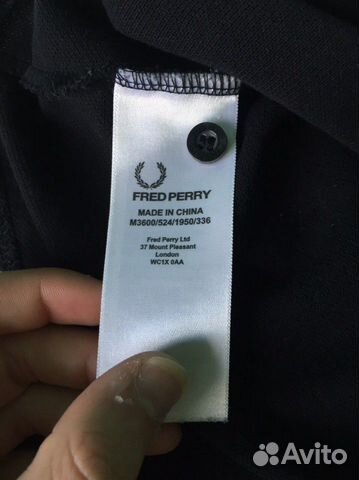 FRED PERRY
MADE IN CHINA
M3600/524/1950/336
Fred Perry Ltd
37 Mount Pleasant
London
WC1X 0AA
Avito